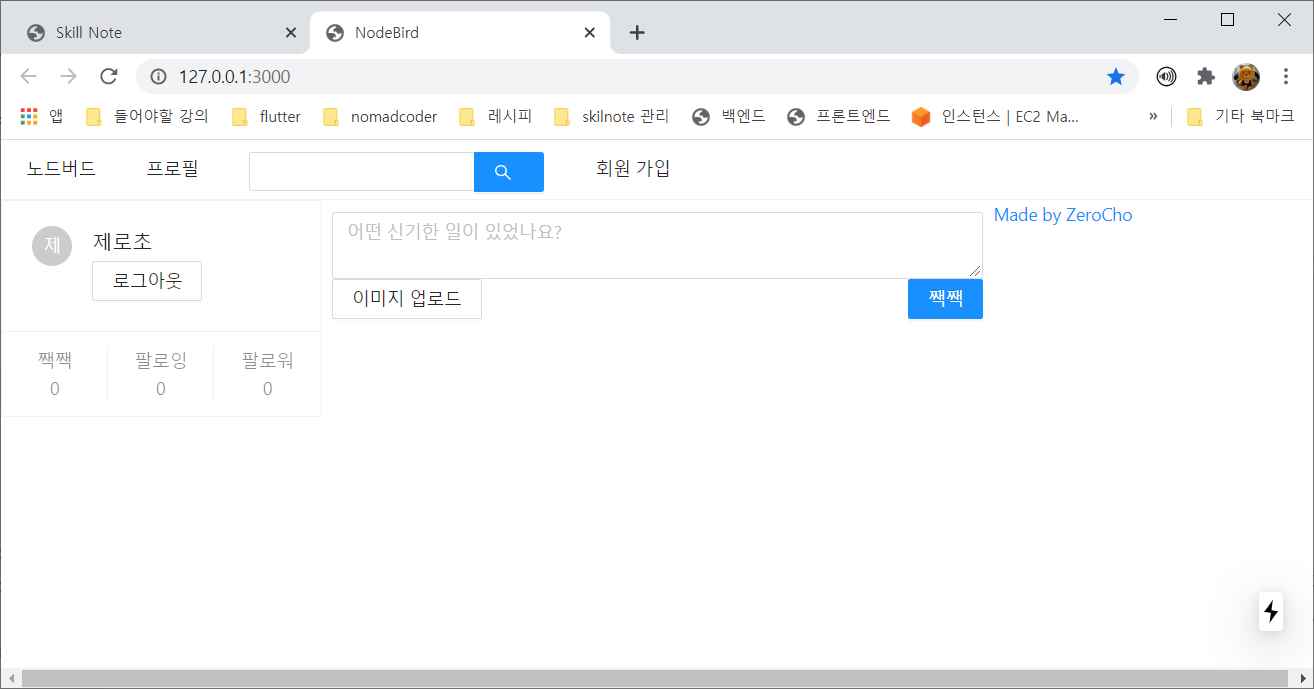 Skill Note
NodeBird
127.0.0.1:3000
앱 들어야할 강의 flutter nomadcoder 레시피 skilnote 관리 백엔드 프론트엔드 인스턴스 | EC2 Ma... » 기타 북마크
노드버드 프로필 회원 가입
제 제로초
로그아웃
어떤 신기한 일이 있었나요?
이미지 업로드 짹짹
Made by ZeroCho
짹짹 팔로잉 팔로워
0 0 0